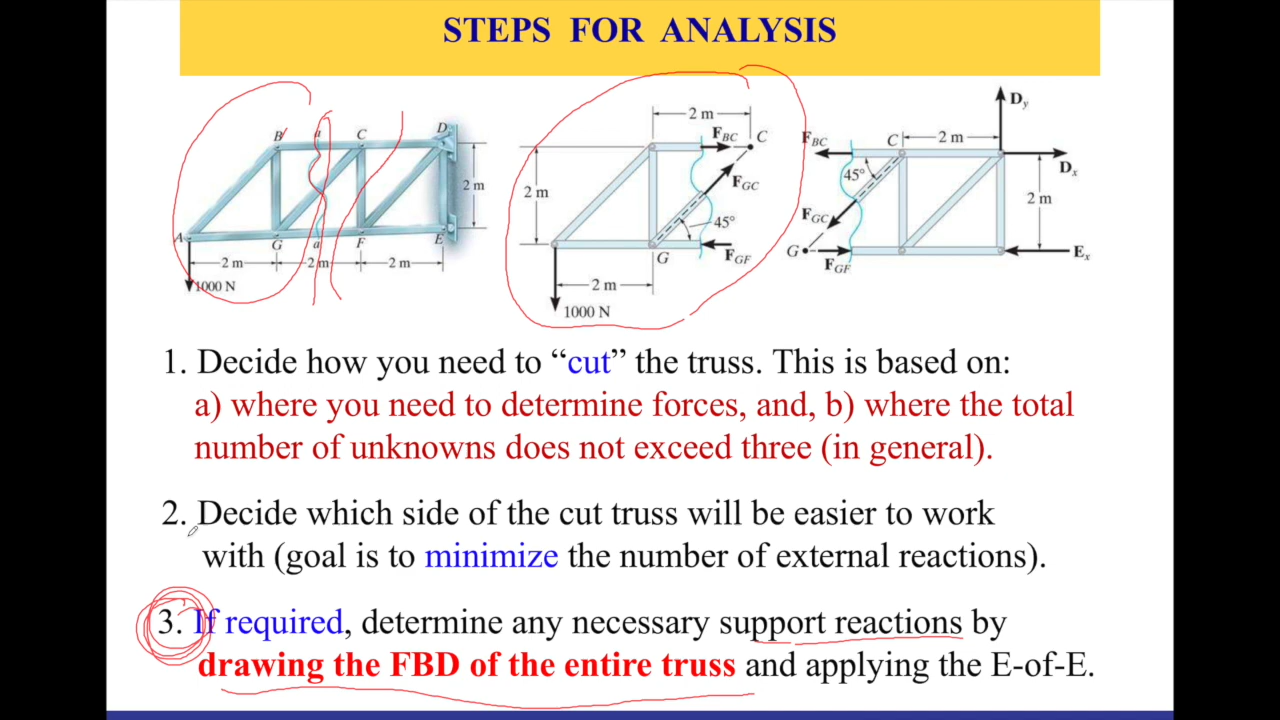 STEPS FOR ANALYSIS
B a C D
2 m
A G a F E
2 m 2 m 2 m
1000 N
2 m
F_BC C
2 m
F_GC
45°
G F_GF
2 m
1000 N
D_y
F_BC C 2 m
D_x
45°
2 m
F_GC
G E_x
F_GF
1. Decide how you need to “cut” the truss. This is based on:
a) where you need to determine forces, and, b) where the total
number of unknowns does not exceed three (in general).
2. Decide which side of the cut truss will be easier to work
with (goal is to minimize the number of external reactions).
3. If required, determine any necessary support reactions by
drawing the FBD of the entire truss and applying the E-of-E.